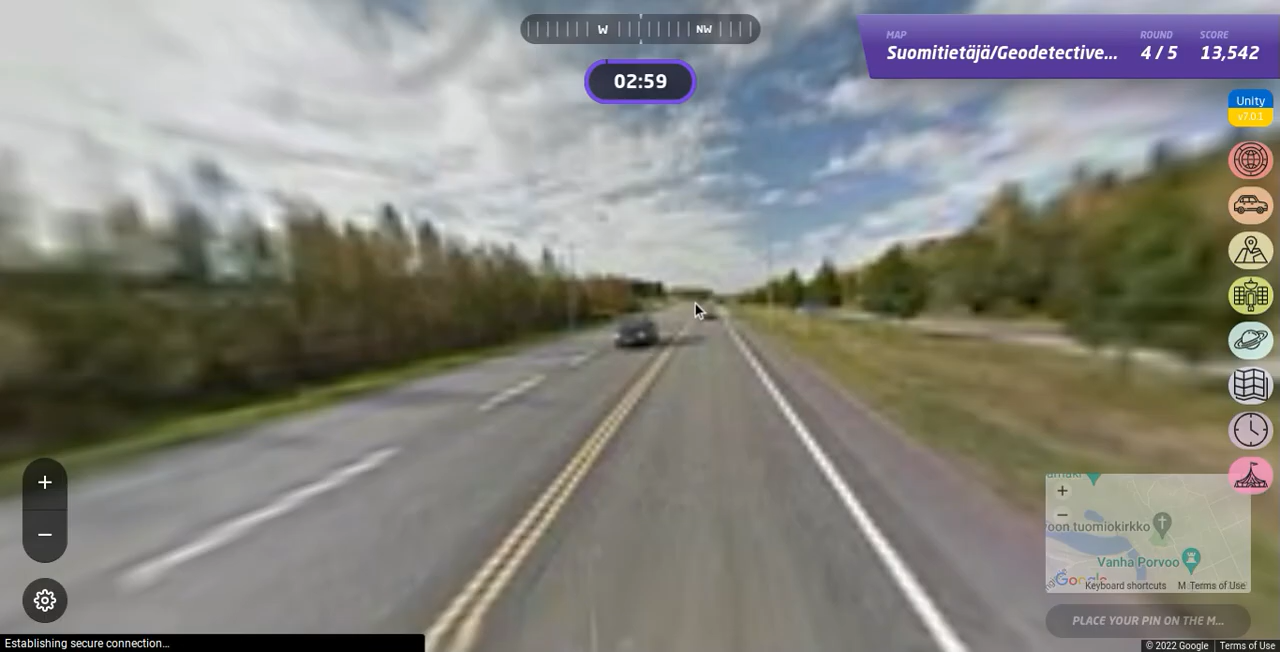 W
NW
02:59
MAP
ROUND
SCORE
Suomitietäjä/Geodetective...
4 / 5
13,542
Unity
v7.0.1
+
−
+
−
oon tuomiokirkko
Vanha Porvoo
Google
Keyboard shortcuts
M
Terms of Use
PLACE YOUR PIN ON THE M...
Establishing secure connection...
© 2022 Google
Terms of Use